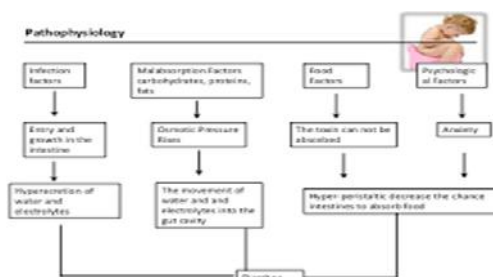 Pathophysiology
Infection
factors
Malabsorption Factors
carbohydrates, proteins,
fats
Food
Factors
Psychologic
al Factors
Entry and
growth in the
intestine
Osmotic Pressure
Rises
The toxin can not be
absorbed
Anxiety
Hypersecretion of
water and
electrolytes
The movement of
water and and
electrolytes into the
gut cavity
Hyper-peristaltic decrease the chance
intestines to absorb food